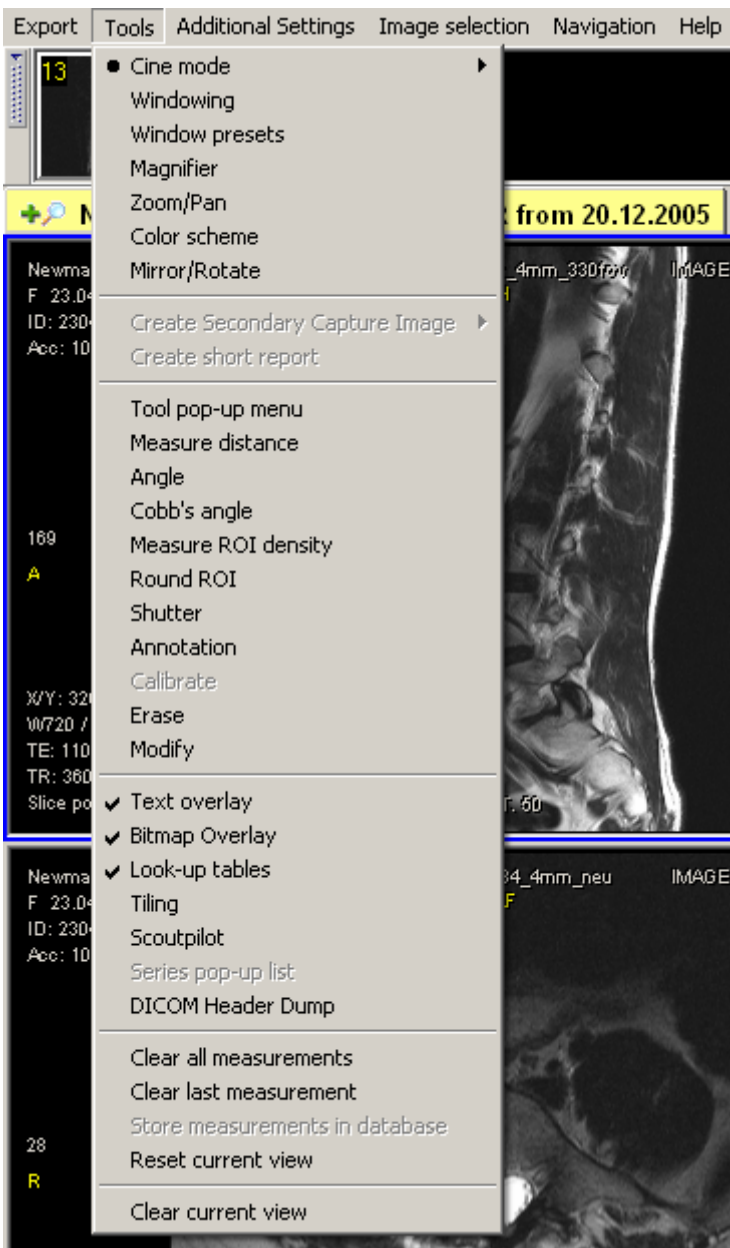 Export Tools Additional Settings Image selection Navigation Help
13
Cine mode
Windowing
Window presets
Magnifier
Zoom/Pan
Color scheme
Mirror/Rotate
Create Secondary Capture Image
Create short report
Tool pop-up menu
Measure distance
Angle
Cobb's angle
Measure ROI density
Round ROI
Shutter
Annotation
Calibrate
Erase
Modify
Text overlay
Bitmap Overlay
Look-up tables
Tiling
Scoutpilot
Series pop-up list
DICOM Header Dump
Clear all measurements
Clear last measurement
Store measurements in database
Reset current view
Clear current view
from 20.12.2005
Newma
_4mm_330fov IMAGE
F 23.04
H
ID: 230
Acc: 10
169
A
X/Y: 320
W720 /
TE: 110
TR: 360
Slice po
T. 50
Newma
34_4mm_neu IMAGE
F 23.04
F
ID: 230
Acc: 10
28
R